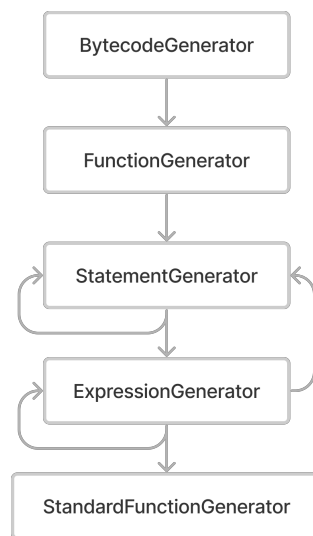 BytecodeGenerator
FunctionGenerator
StatementGenerator
ExpressionGenerator
StandardFunctionGenerator